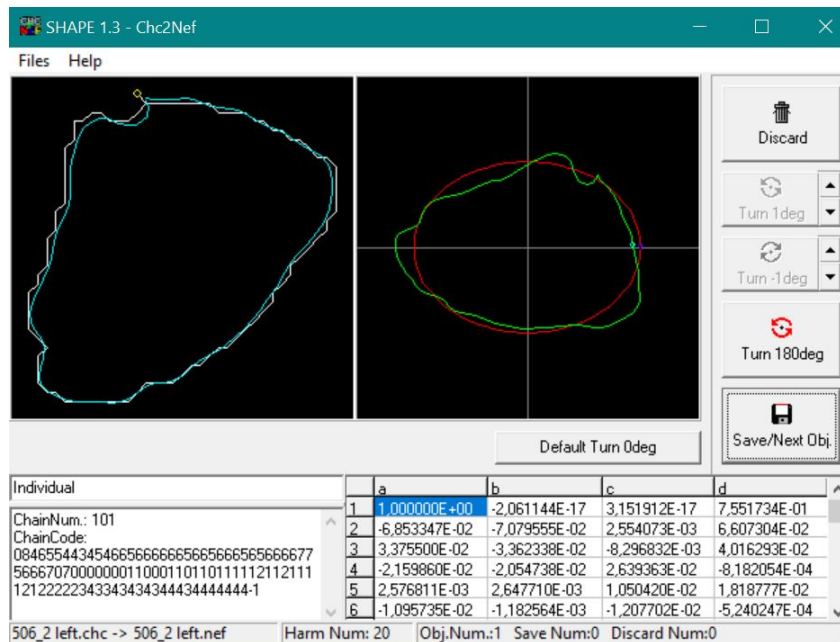 SHAPE 1.3 - Chc2Nef
Files Help
Discard
Turn 1deg
Turn -1deg
Turn 180deg
Save/Next Obj.
Default Turn 0deg
Individual
ChainNum.: 101
ChainCode:
0846554434546656666665665666565666677
5666707000000011000110110111112112111
1212222234334343434434434444444-1
a b c d
1 1,000000E+00 -2,061144E-17 3,151912E-17 7,551734E-01
2 -6,853347E-02 -7,079555E-02 2,554073E-03 6,607304E-02
3 3,375500E-02 -3,362338E-02 -8,296832E-03 4,016293E-02
4 -2,159860E-02 -2,054738E-02 2,639363E-02 -8,182054E-04
5 2,576811E-03 2,647710E-03 1,050420E-02 1,818777E-02
6 -1,095735E-02 -1,182564E-03 -1,207702E-02 -5,240247E-04
506_2 left.chc -> 506_2 left.nef Harm Num: 20 Obj.Num.:1 Save Num:0 Discard Num:0